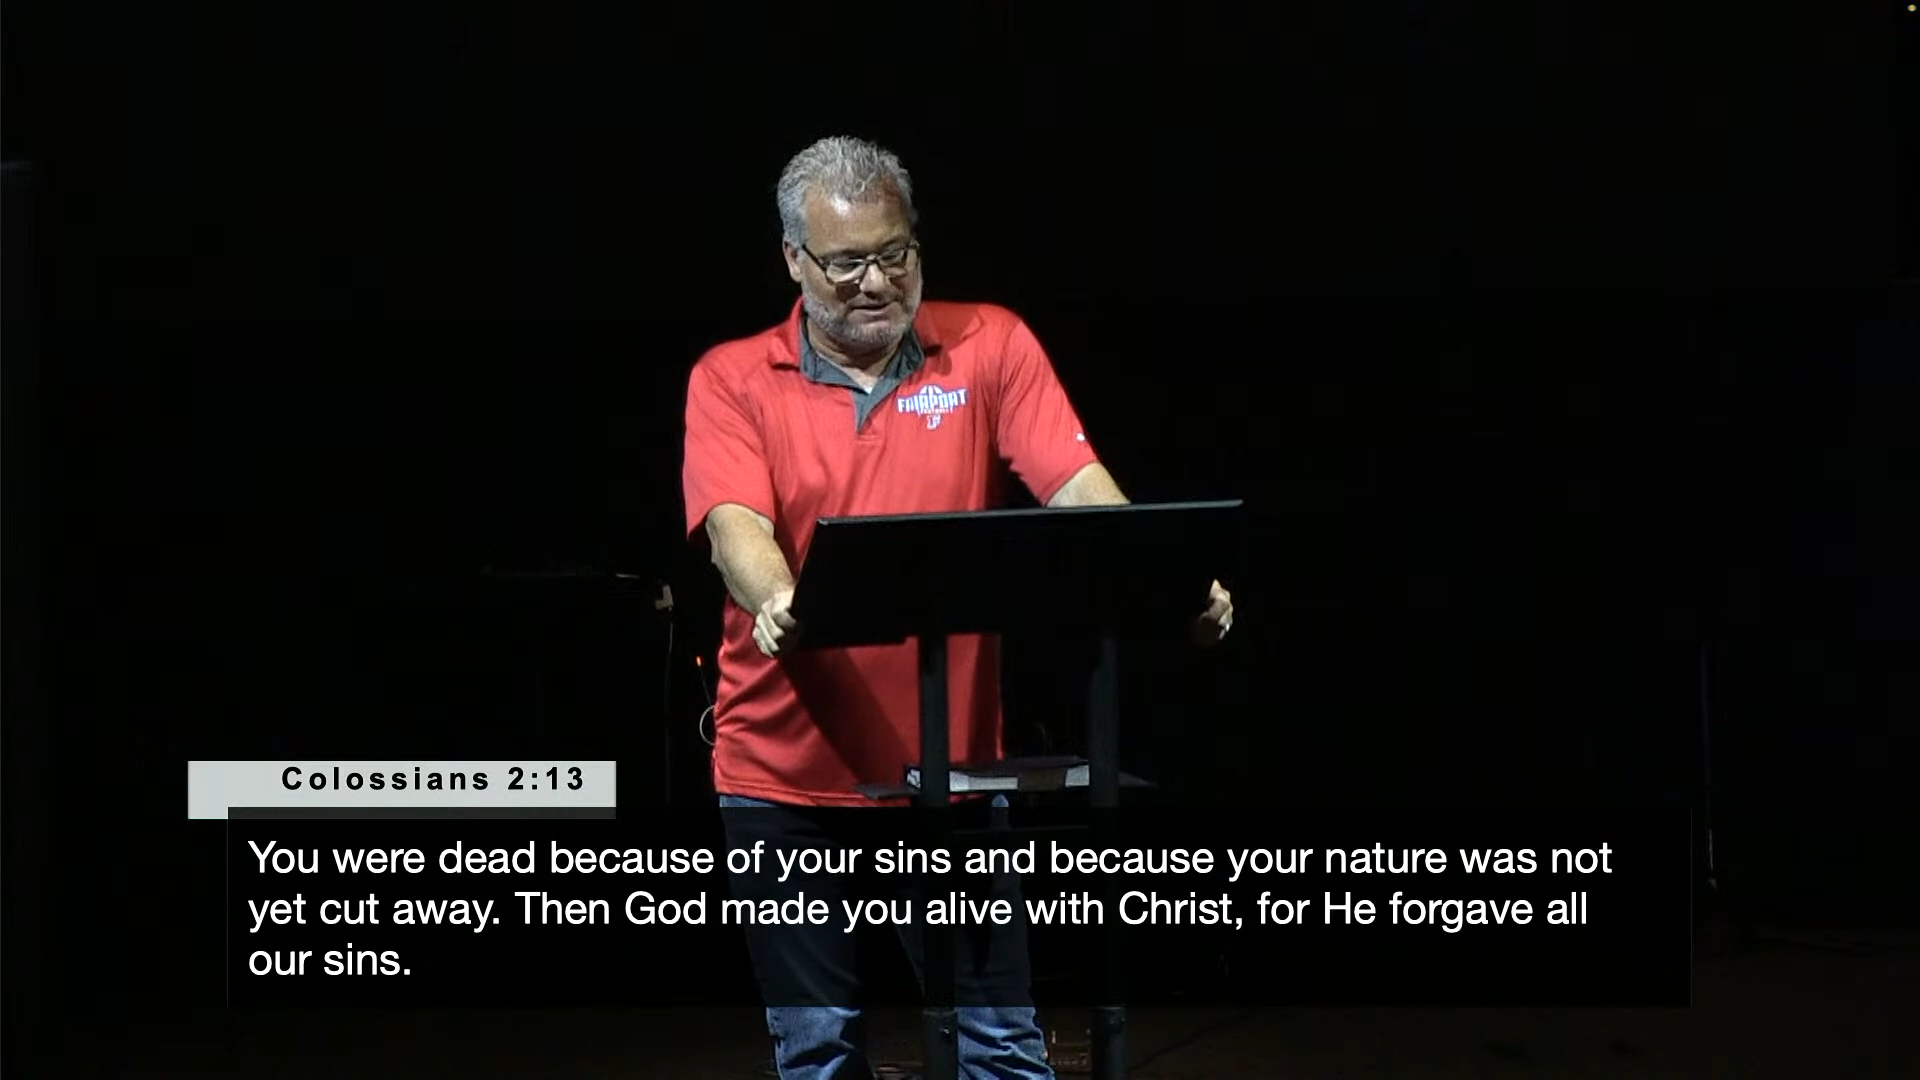 FAIRPORT
FOOTBALL
F
Colossians 2:13
You were dead because of your sins and because your nature was not
yet cut away. Then God made you alive with Christ, for He forgave all
our sins.